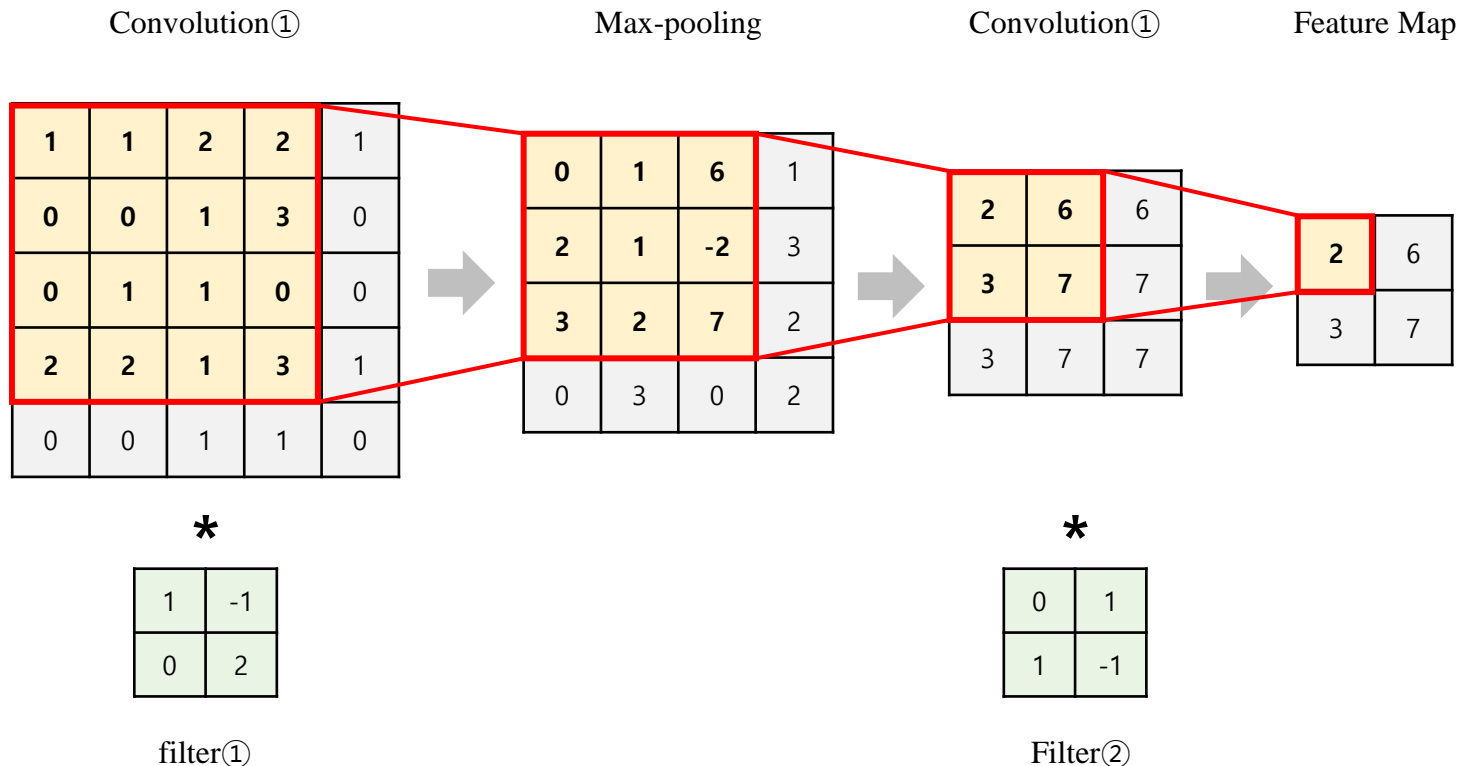 Convolution① Max-pooling Convolution① Feature Map
1 1 2 2 1
0 0 1 3 0
0 1 1 0 0
2 2 1 3 1
0 0 1 1 0
0 1 6 1
2 1 -2 3
3 2 7 2
0 3 0 2
2 6 6
3 7 7
3 7 7
2 6
3 7
* *
1 -1
0 2
0 1
1 -1
filter① Filter②